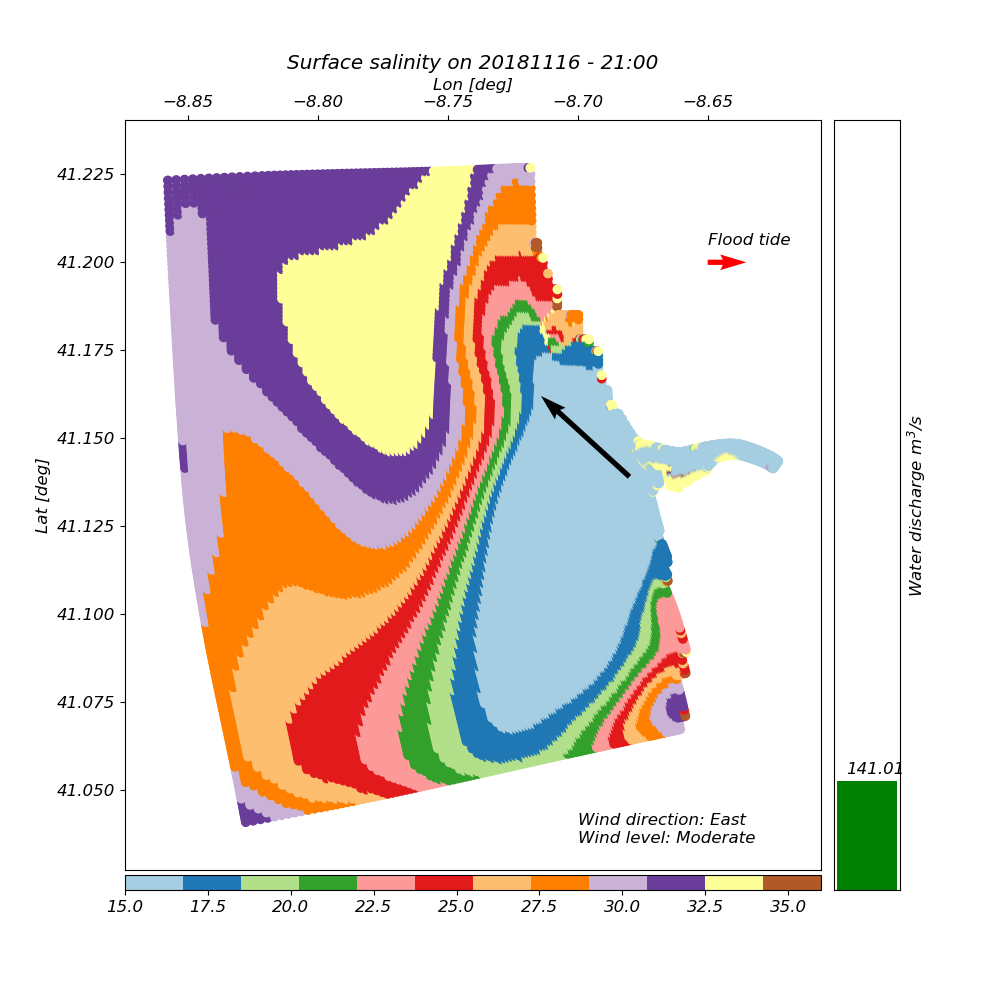 Surface salinity on 20181116 - 21:00
Lon [deg]
−8.85 −8.80 −8.75 −8.70 −8.65
41.225
41.200
41.175
41.150
41.125
41.100
41.075
41.050
Lat [deg]
Flood tide
Wind direction: East
Wind level: Moderate
Water discharge m³/s
141.01
15.0 17.5 20.0 22.5 25.0 27.5 30.0 32.5 35.0